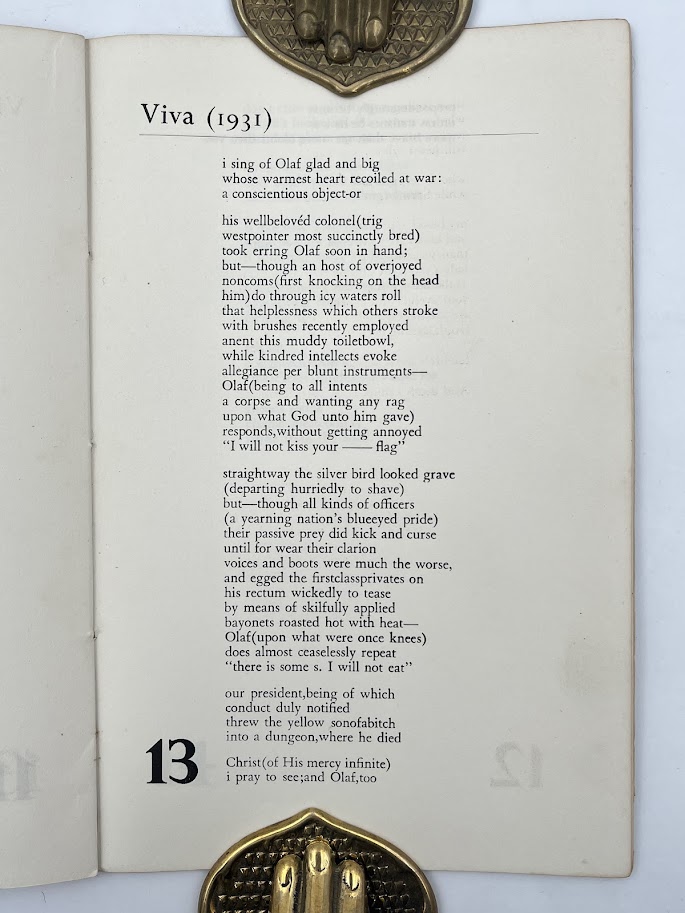 Viva (1931)
i sing of Olaf glad and big
whose warmest heart recoiled at war:
a conscientious object-or
his wellbelovéd colonel(trig
westpointer most succinctly bred)
took erring Olaf soon in hand;
but—though an host of overjoyed
noncoms(first knocking on the head
him)do through icy waters roll
that helplessness which others stroke
with brushes recently employed
anent this muddy toiletbowl,
while kindred intellects evoke
allegiance per blunt instruments—
Olaf(being to all intents
a corpse and wanting any rag
upon what God unto him gave)
responds,without getting annoyed
“I will not kiss your —— flag”
straightway the silver bird looked grave
(departing hurriedly to shave)
but—though all kinds of officers
(a yearning nation’s blueeyed pride)
their passive prey did kick and curse
until for wear their clarion
voices and boots were much the worse,
and egged the firstclassprivates on
his rectum wickedly to tease
by means of skilfully applied
bayonets roasted hot with heat—
Olaf(upon what were once knees)
does almost ceaselessly repeat
“there is some s. I will not eat”
our president,being of which
conduct duly notified
threw the yellow sonofabitch
into a dungeon,where he died
Christ(of His mercy infinite)
i pray to see;and Olaf,too
13
12
11